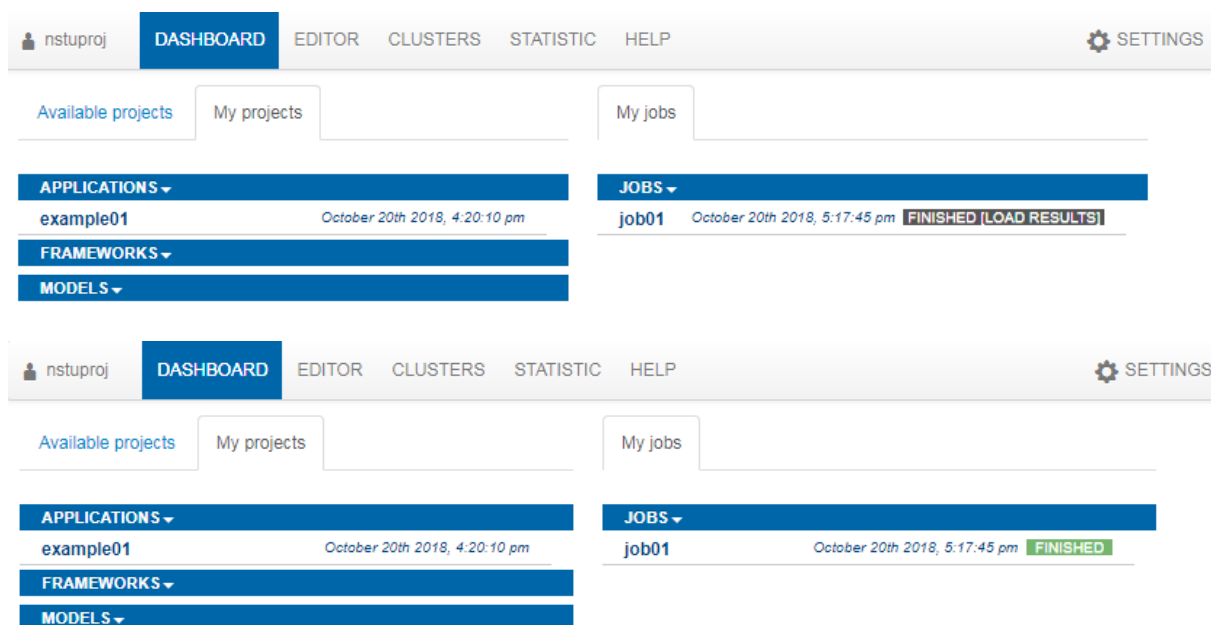 nstuproj DASHBOARD EDITOR CLUSTERS STATISTIC HELP SETTINGS
Available projects My projects My jobs
APPLICATIONS JOBS
example01 October 20th 2018, 4:20:10 pm job01 October 20th 2018, 5:17:45 pm FINISHED [LOAD RESULTS]
FRAMEWORKS
MODELS
nstuproj DASHBOARD EDITOR CLUSTERS STATISTIC HELP SETTINGS
Available projects My projects My jobs
APPLICATIONS JOBS
example01 October 20th 2018, 4:20:10 pm job01 October 20th 2018, 5:17:45 pm FINISHED
FRAMEWORKS
MODELS